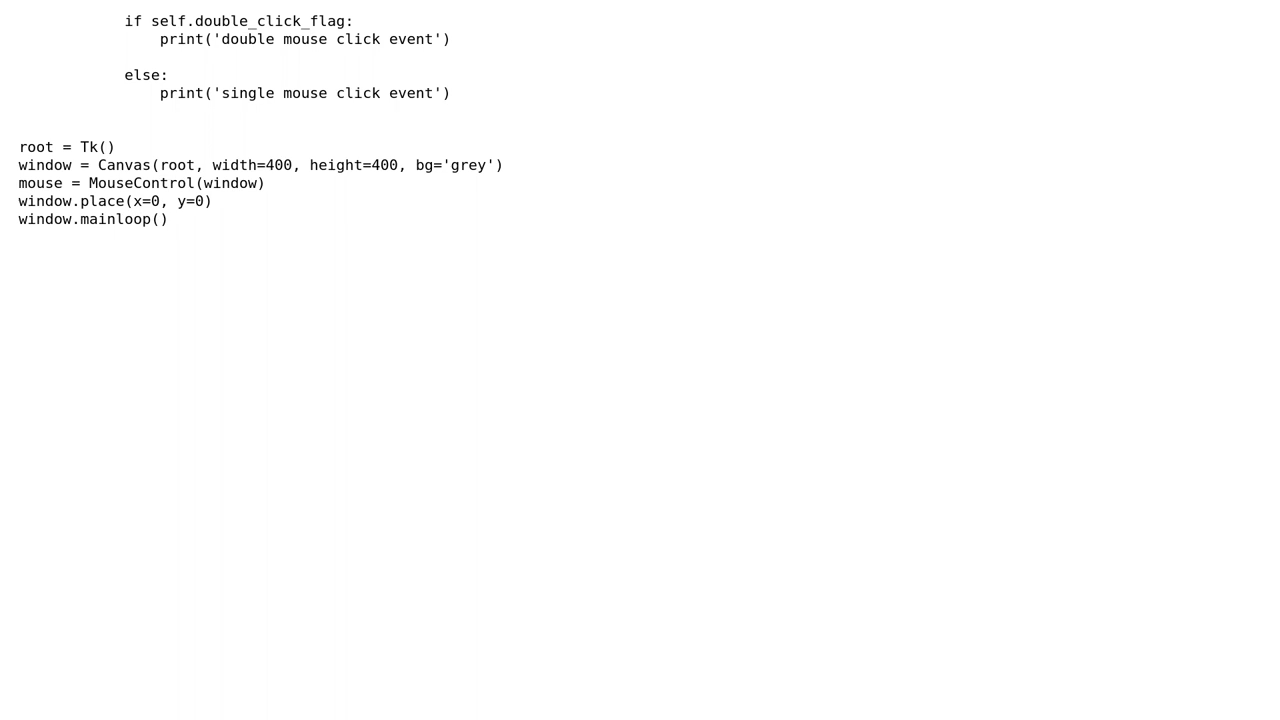 if self.double_click_flag:
                print('double mouse click event')

            else:
                print('single mouse click event')


root = Tk()
window = Canvas(root, width=400, height=400, bg='grey')
mouse = MouseControl(window)
window.place(x=0, y=0)
window.mainloop()